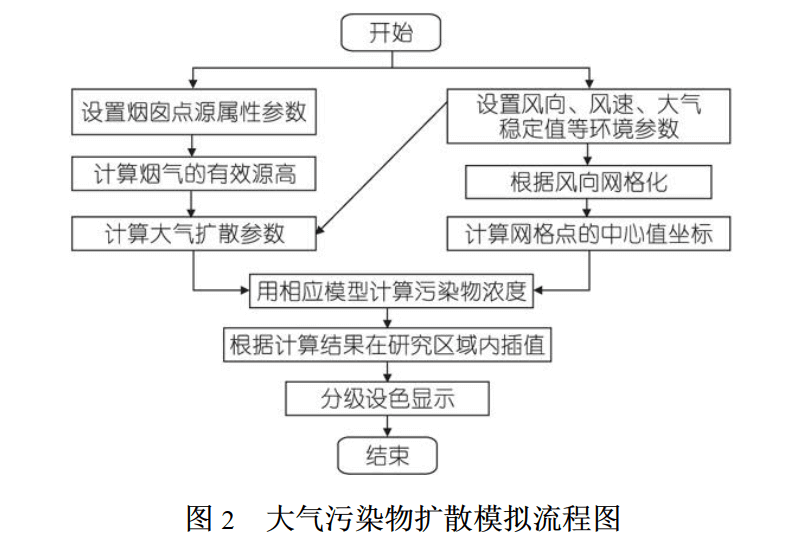 开始
设置烟囱点源属性参数
设置风向、风速、大气
稳定值等环境参数
计算烟气的有效源高
根据风向网格化
计算大气扩散参数
计算网格点的中心值坐标
用相应模型计算污染物浓度
根据计算结果在研究区域内插值
分级设色显示
结束
图 2 大气污染物扩散模拟流程图